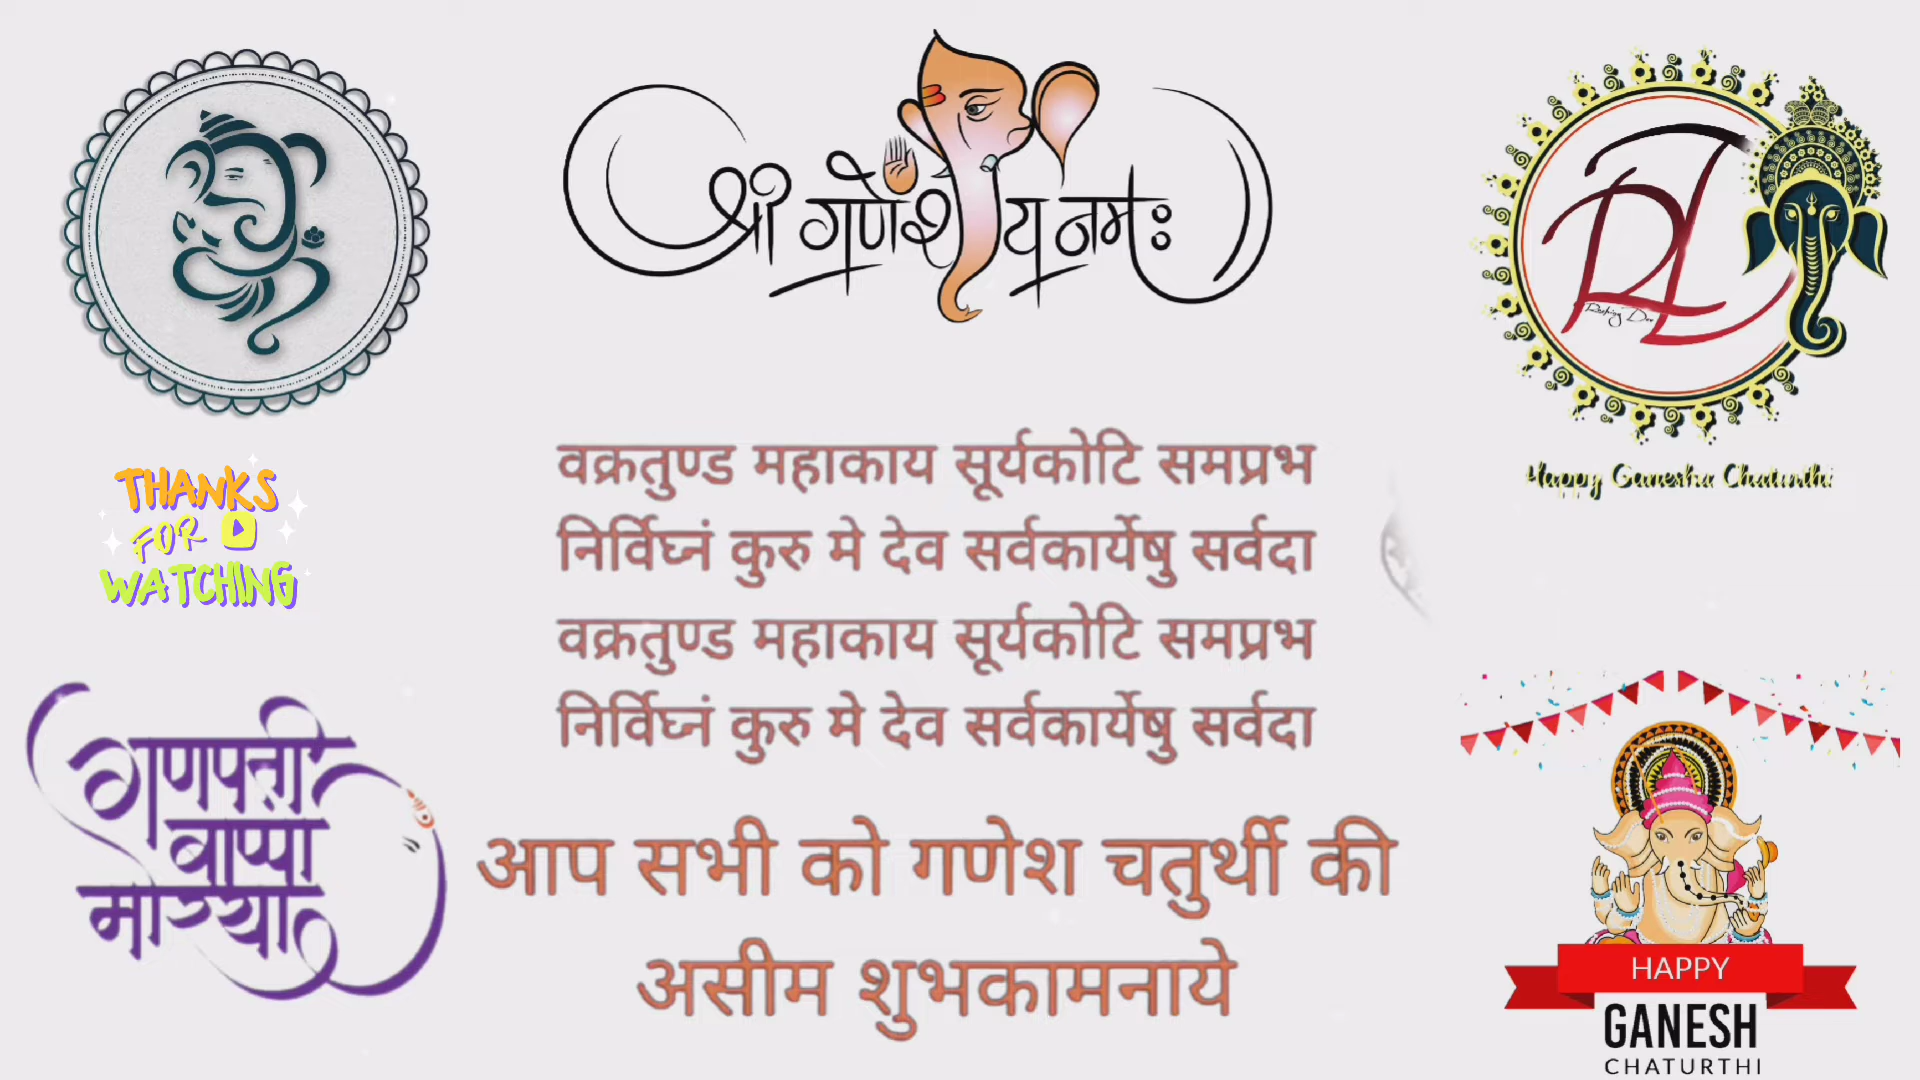 श्री गणेशाय नमः
Happy Ganesha Chaturthi
THANKS
FOR
WATCHING
वक्रतुण्ड महाकाय सूर्यकोटि समप्रभ
निर्विघ्नं कुरु मे देव सर्वकार्येषु सर्वदा
वक्रतुण्ड महाकाय सूर्यकोटि समप्रभ
निर्विघ्नं कुरु मे देव सर्वकार्येषु सर्वदा
गणपती
बाप्पा
मोरया
आप सभी को गणेश चतुर्थी की
असीम शुभकामनाये
HAPPY
GANESH
CHATURTHI